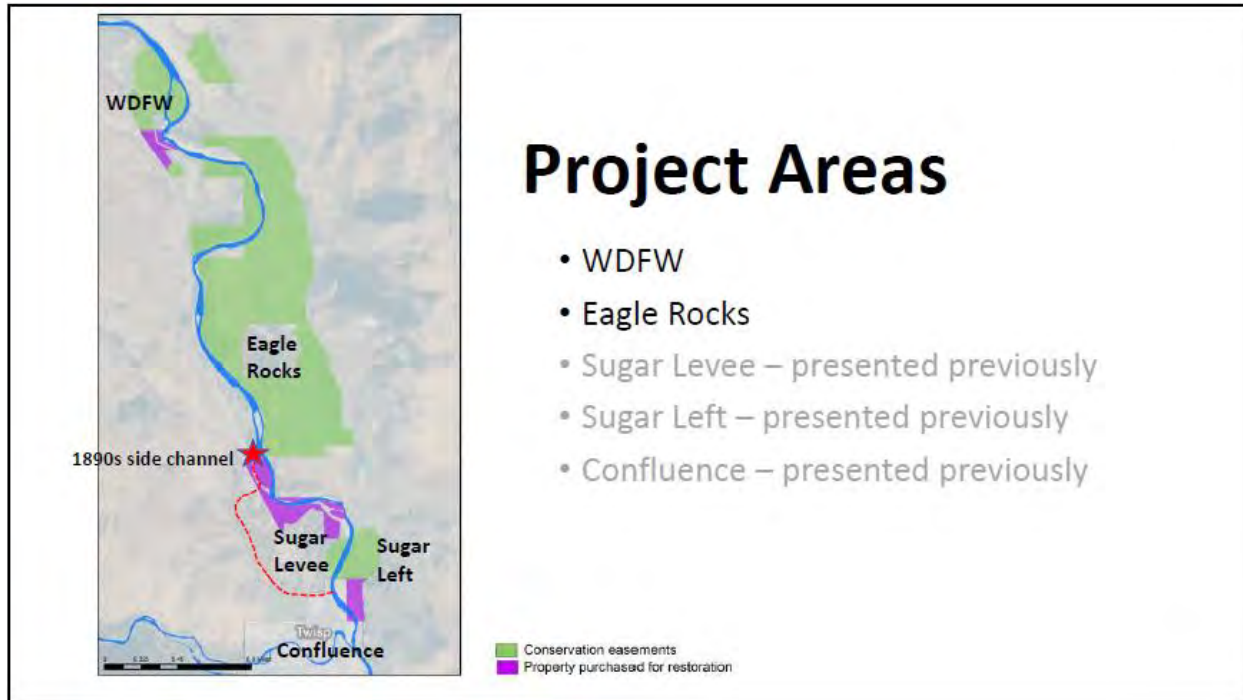 WDFW
Eagle
Rocks
1890s side channel
Sugar
Levee
Sugar
Left
Twisp
Confluence
Project Areas
• WDFW
• Eagle Rocks
• Sugar Levee – presented previously
• Sugar Left – presented previously
• Confluence – presented previously
Conservation easements
Property purchased for restoration